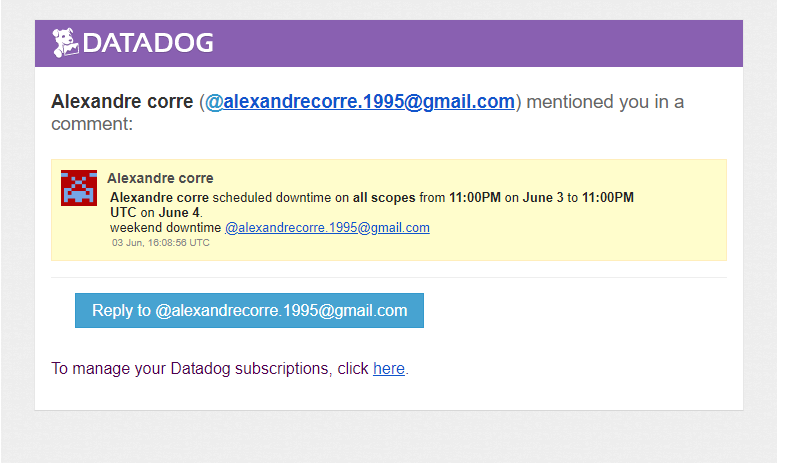 DATADOG
Alexandre corre (@alexandrecorre.1995@gmail.com) mentioned you in a
comment:
Alexandre corre
Alexandre corre scheduled downtime on all scopes from 11:00PM on June 3 to 11:00PM
UTC on June 4.
weekend downtime @alexandrecorre.1995@gmail.com
03 Jun, 16:08:56 UTC
Reply to @alexandrecorre.1995@gmail.com
To manage your Datadog subscriptions, click here.